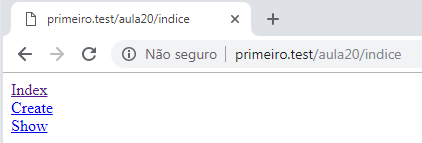 primeiro.test/aula20/indice
Não seguro | primeiro.test/aula20/indice
Index
Create
Show